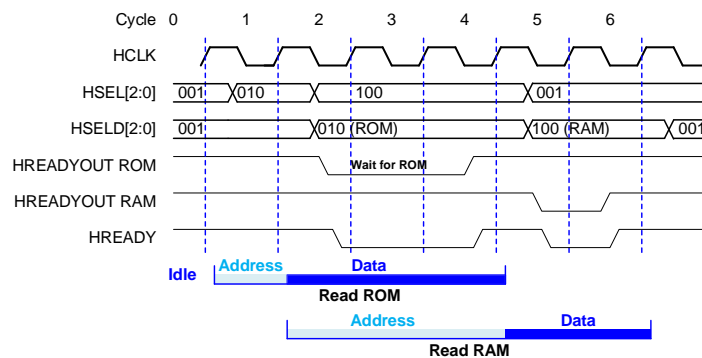 Cycle 0 1 2 3 4 5 6
HCLK
HSEL[2:0] 001 010 100 001
HSELD[2:0] 001 010 (ROM) 100 (RAM) 001
HREADYOUT ROM Wait for ROM
HREADYOUT RAM
HREADY
Idle Address Data
Read ROM
Address Data
Read RAM